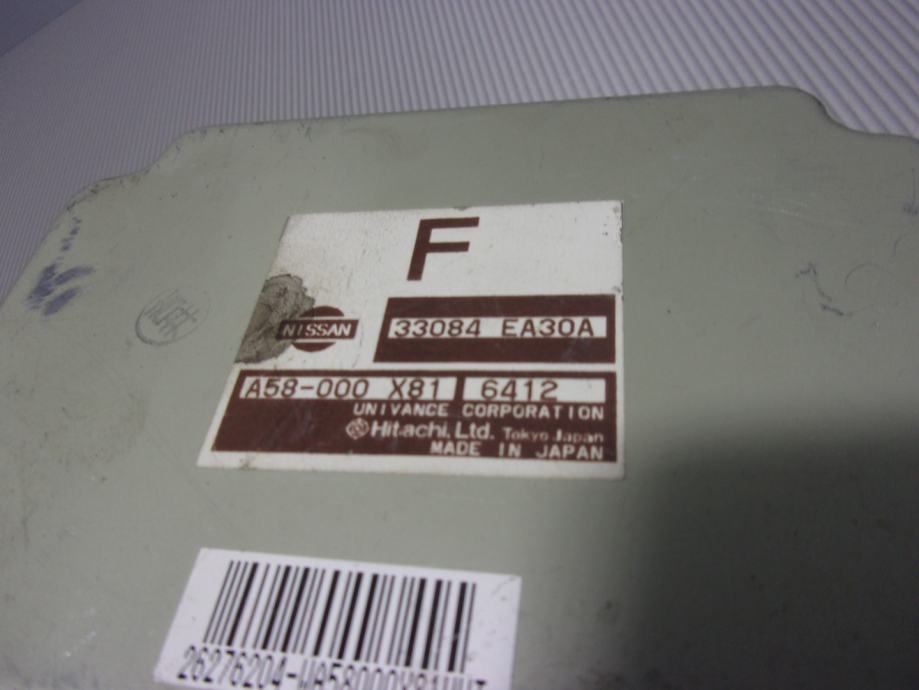 F
NISSAN
33084 EA30A
A58-000 X81 6412
UNIVANCE CORPORATION
Hitachi, Ltd. Tokyo Japan
MADE IN JAPAN